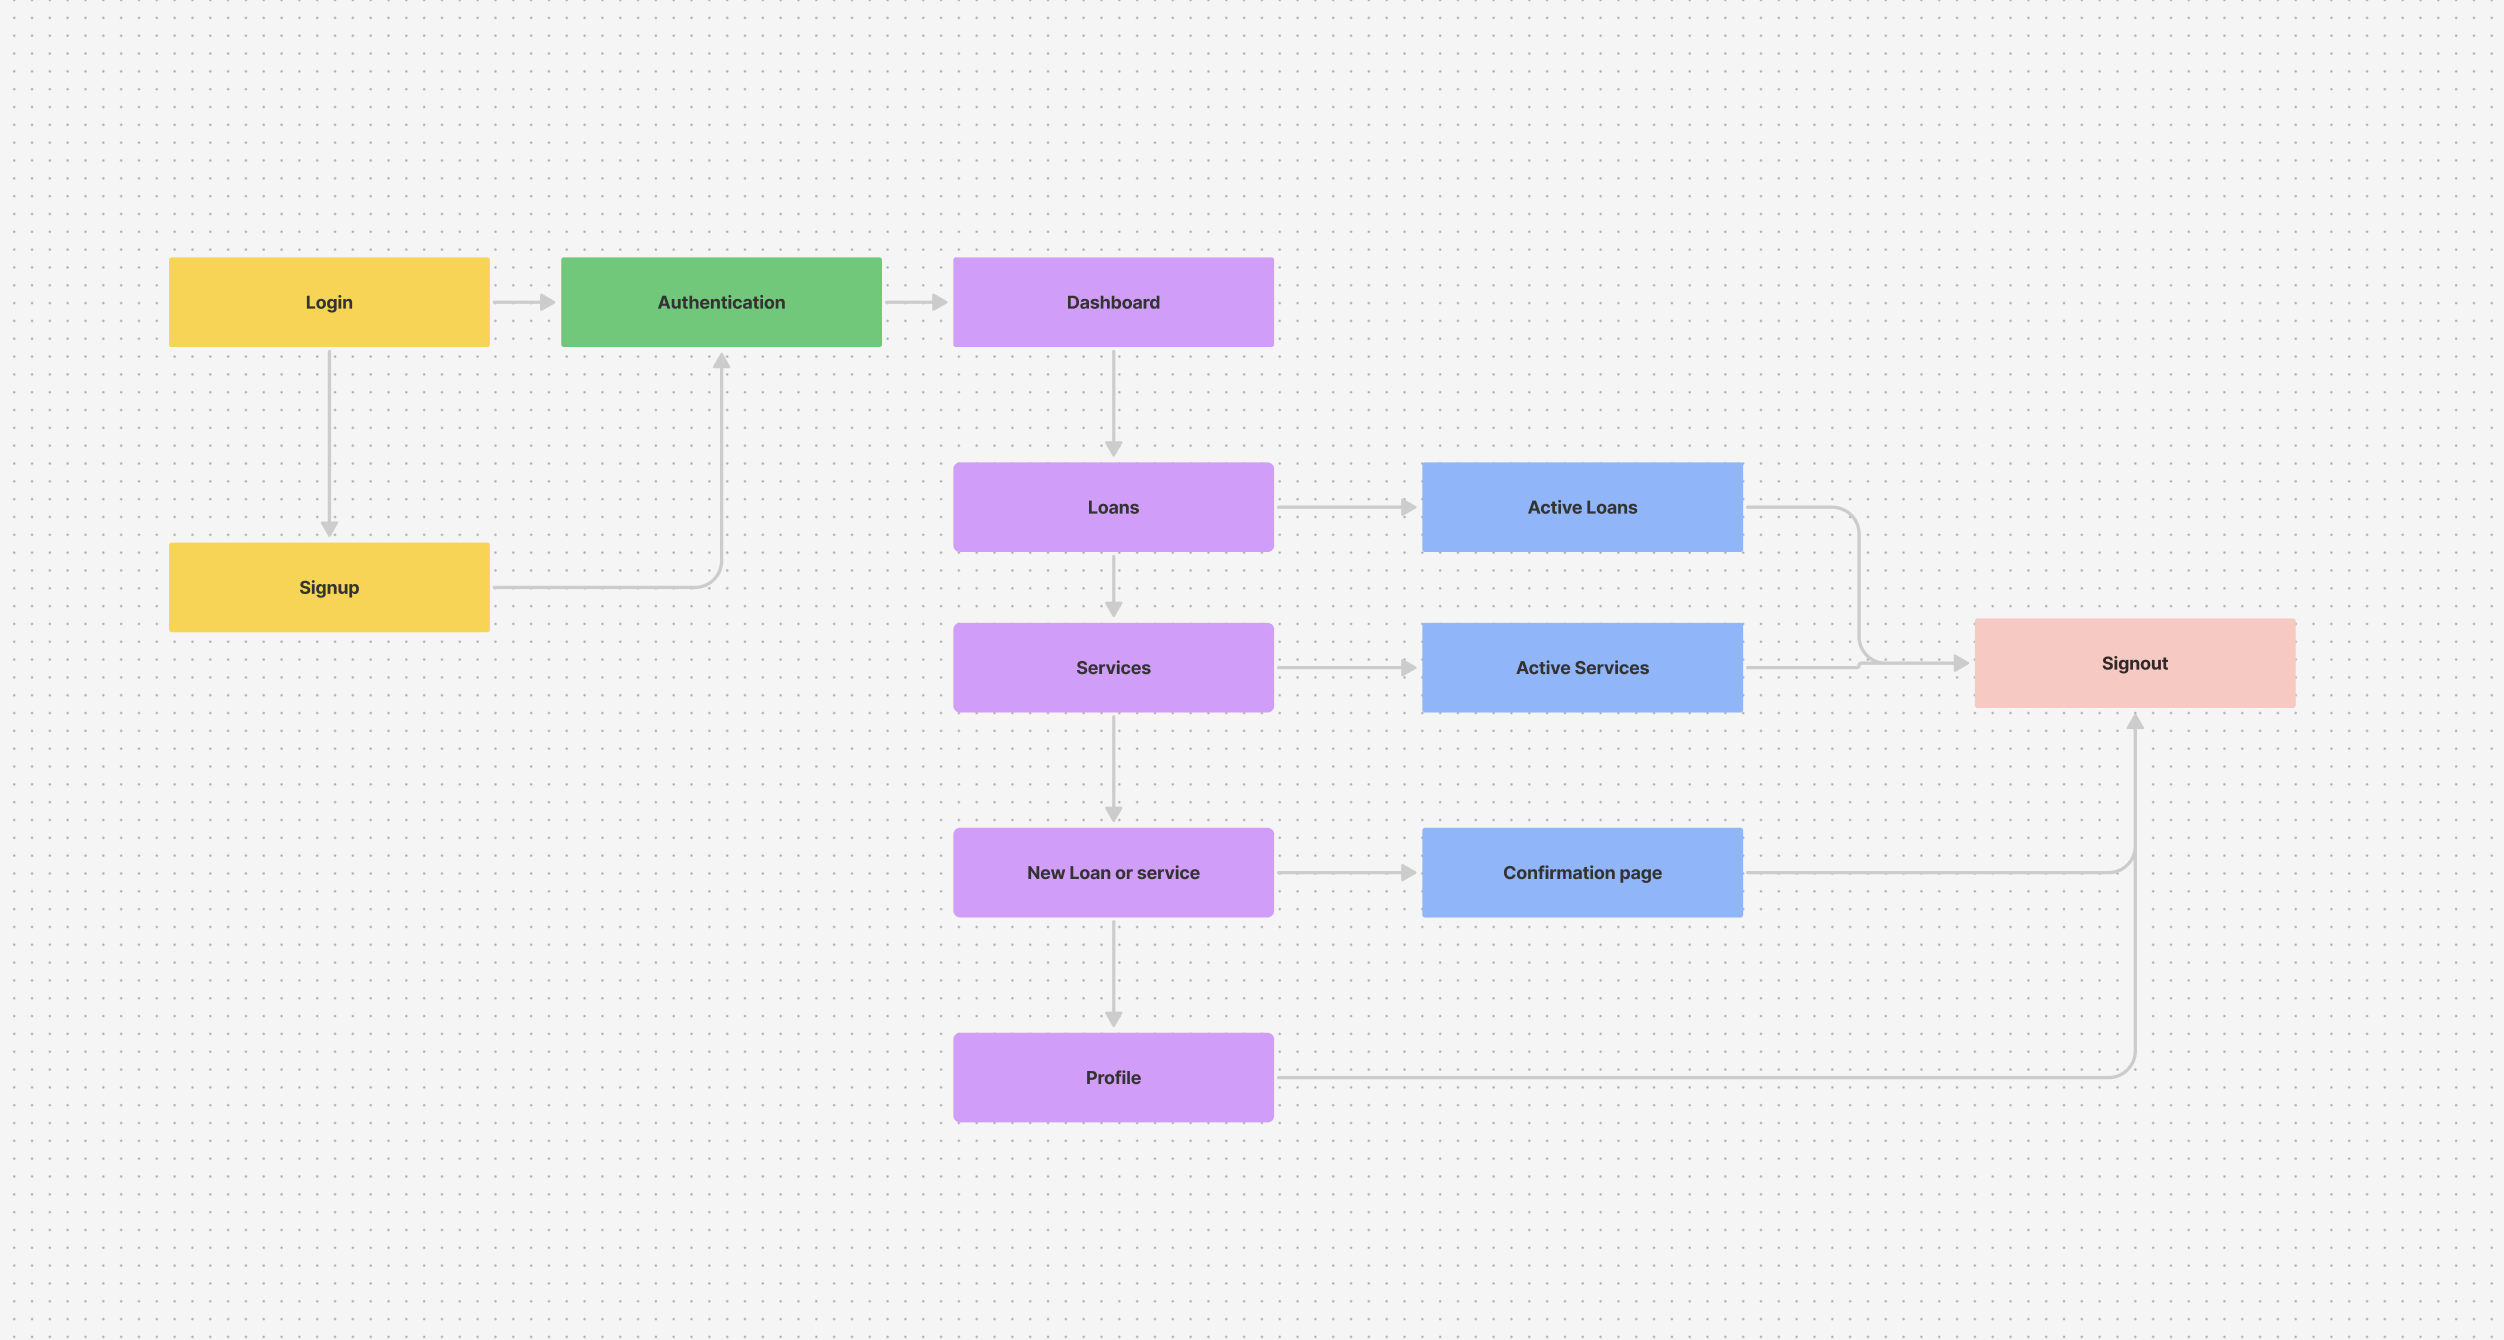 Login
Authentication
Dashboard
Loans
Active Loans
Signup
Services
Active Services
Signout
New Loan or service
Confirmation page
Profile